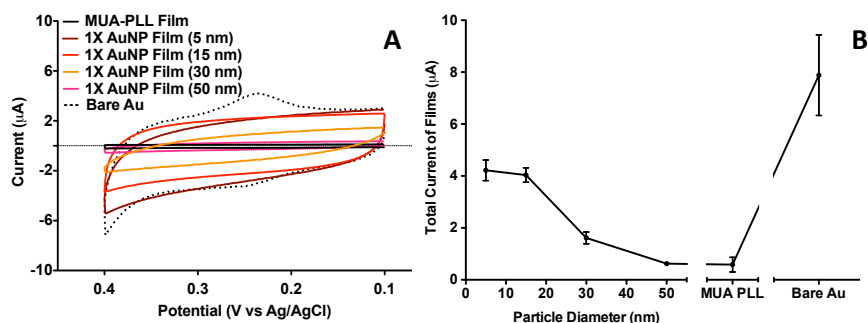 MUA-PLL Film
1X AuNP Film (5 nm)
1X AuNP Film (15 nm)
1X AuNP Film (30 nm)
1X AuNP Film (50 nm)
Bare Au
A
10
6
2
-2
-6
-10
Current (μA)
0.4 0.3 0.2 0.1
Potential (V vs Ag/AgCl)
B
10
8
6
4
2
0
Total Current of Films (μA)
0 10 20 30 40 50 MUA PLL Bare Au
Particle Diameter (nm)